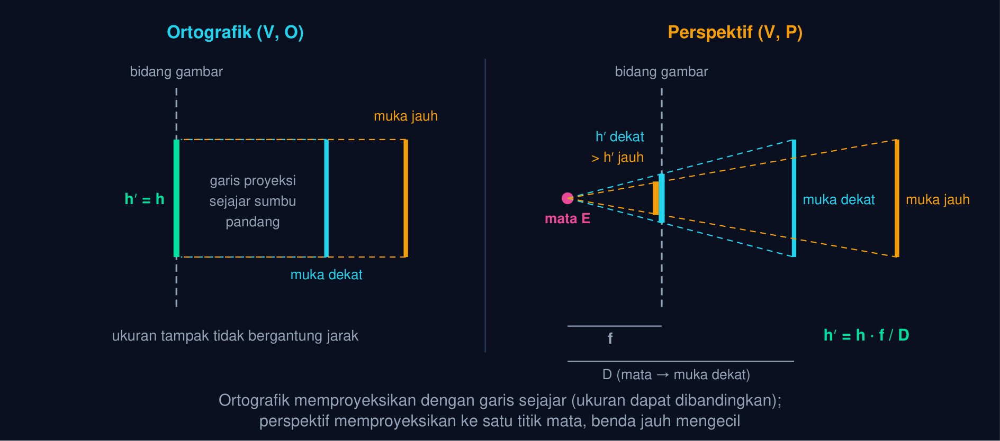 Ortografik (V, O)
bidang gambar
muka jauh
garis proyeksi
sejajar sumbu
pandang
h′ = h
muka dekat
ukuran tampak tidak bergantung jarak
Perspektif (V, P)
bidang gambar
h′ dekat
> h′ jauh
mata E
muka dekat
muka jauh
f
h′ = h · f / D
D (mata → muka dekat)
Ortografik memproyeksikan dengan garis sejajar (ukuran dapat dibandingkan);
perspektif memproyeksikan ke satu titik mata, benda jauh mengecil